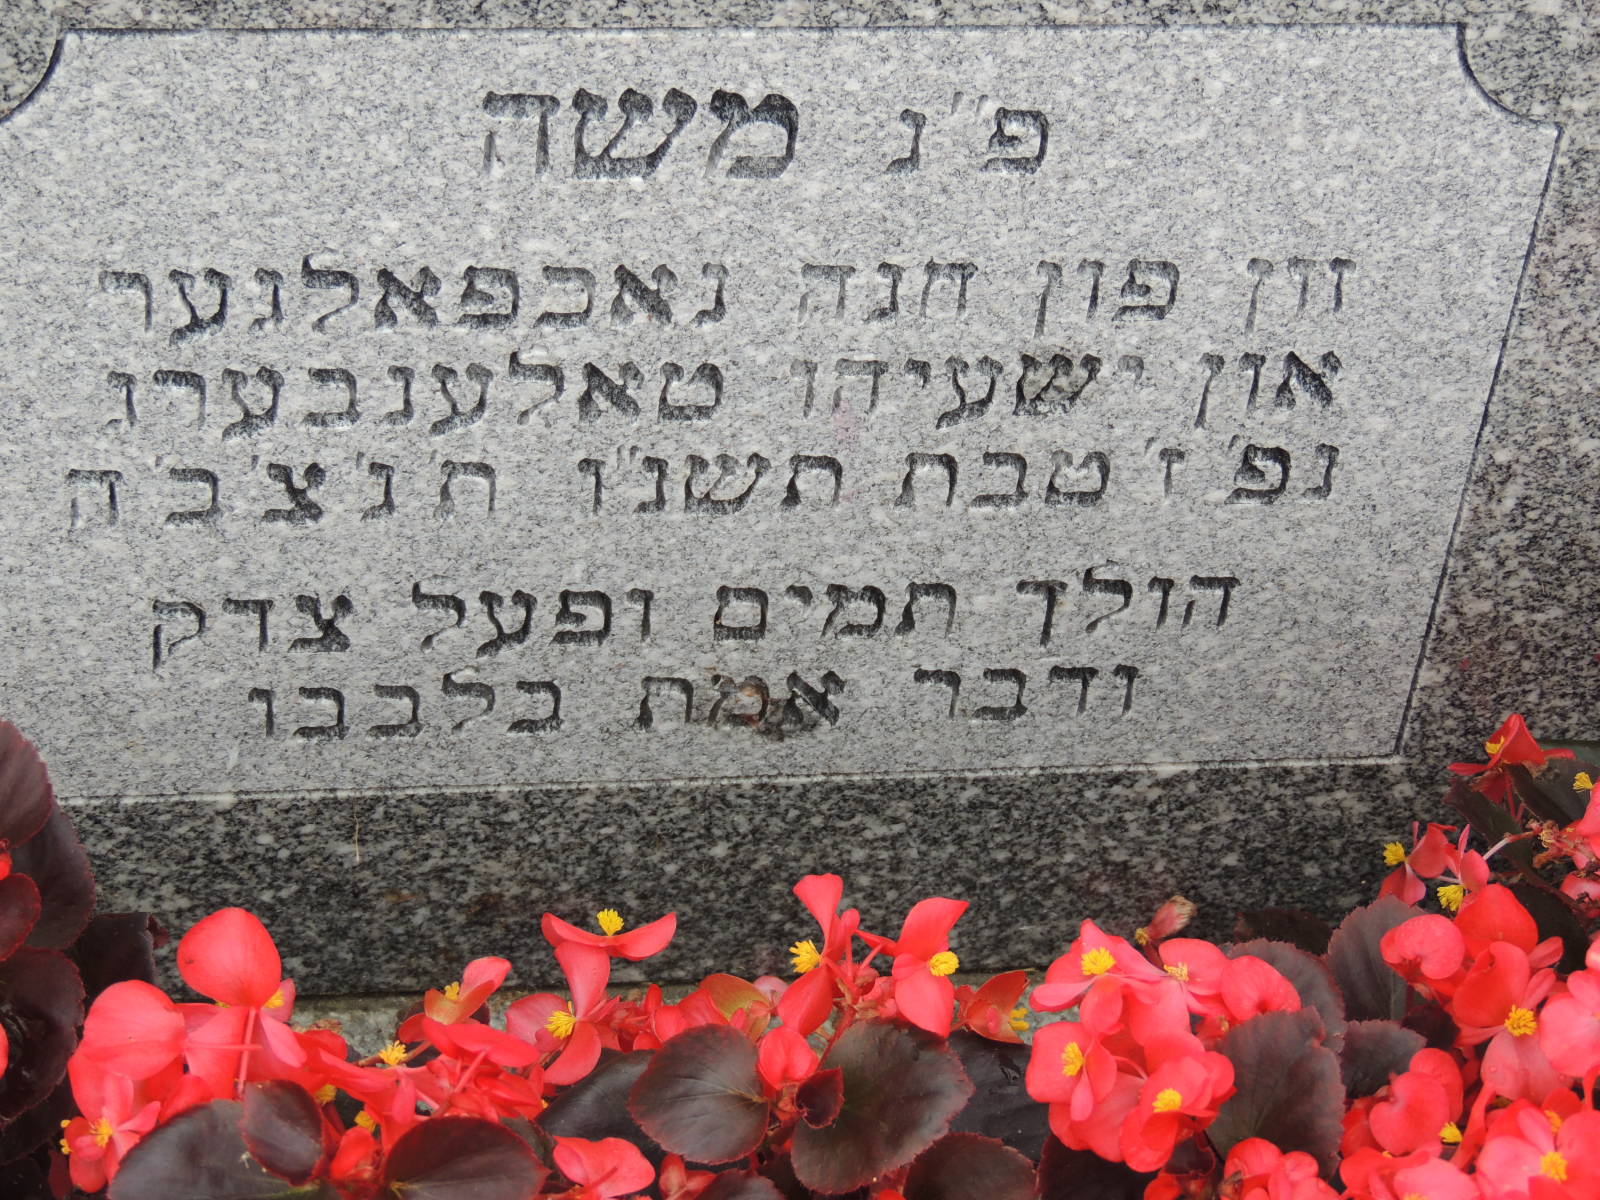 פ"נ משה
זון פון חנה נאכפאלגער
און ישעיהו טאלענבערג
נפ' ז' טבת תשנ"ו ת'נ'צ'ב'ה
הולך תמים ופעל צדק
ודבר אמת בלבבו